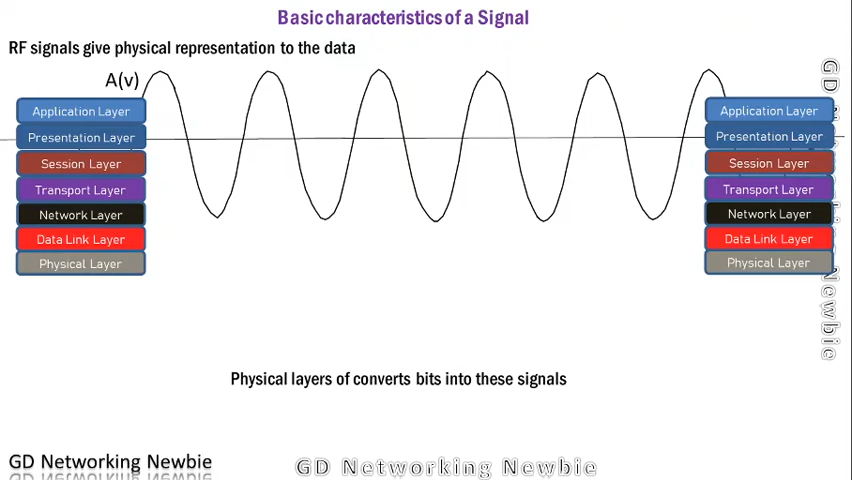 Basic characteristics of a Signal
RF signals give physical representation to the data
A(v)
Application Layer
Presentation Layer
Session Layer
Transport Layer
Network Layer
Data Link Layer
Physical Layer
Application Layer
Presentation Layer
Session Layer
Transport Layer
Network Layer
Data Link Layer
Physical Layer
Physical layers of converts bits into these signals
GD Networking Newbie
GD Networking Newbie
GD
Newbie